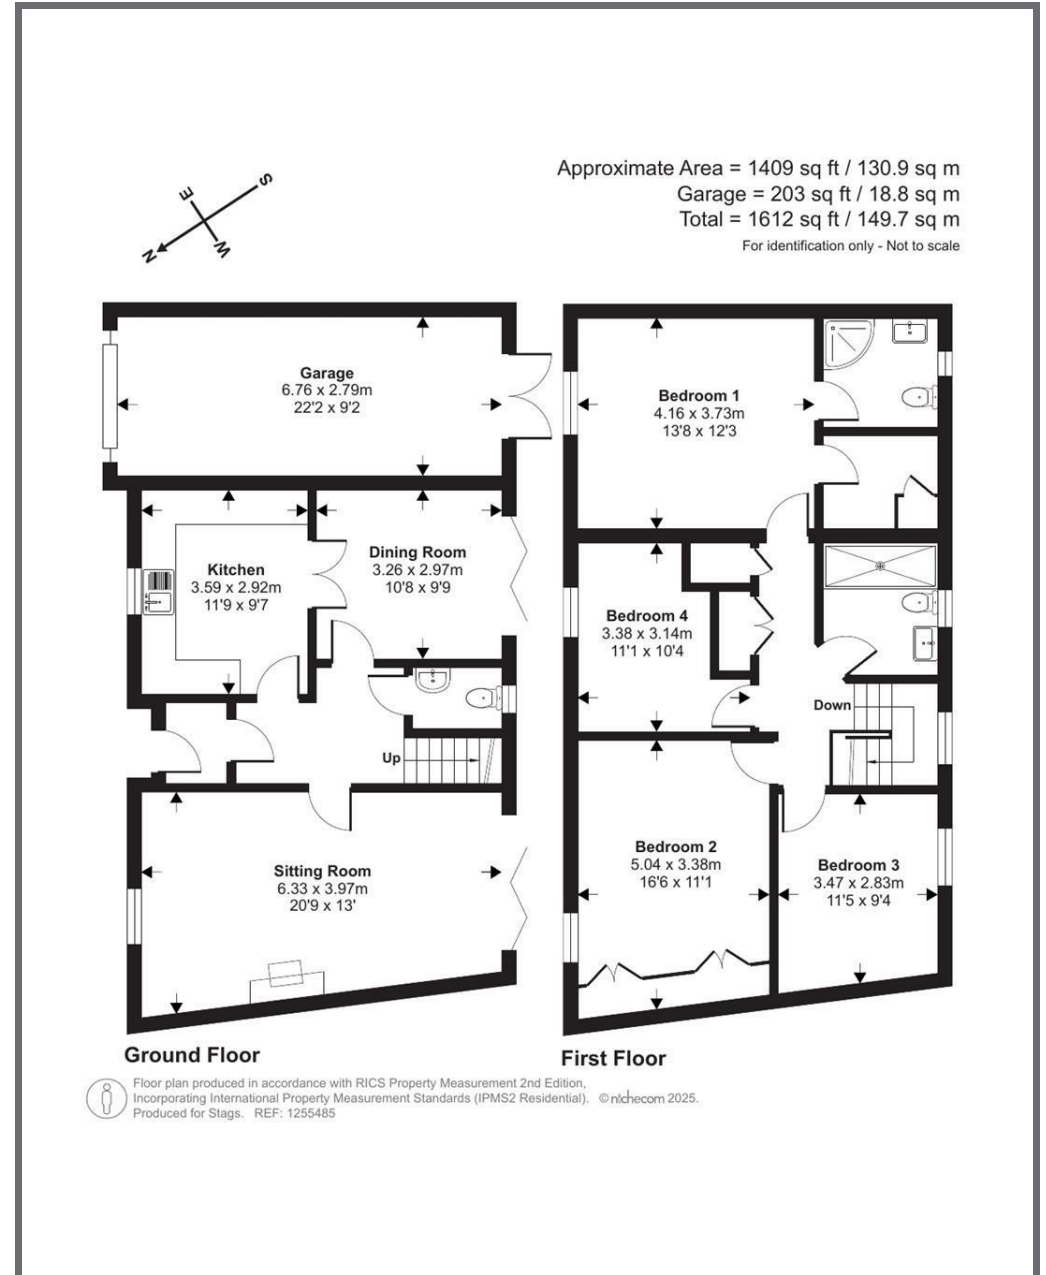 Approximate Area = 1409 sq ft / 130.9 sq m
Garage = 203 sq ft / 18.8 sq m
Total = 1612 sq ft / 149.7 sq m
For identification only - Not to scale
S
E
W
N
Garage
6.76 x 2.79m
22'2 x 9'2
Kitchen
3.59 x 2.92m
11'9 x 9'7
Dining Room
3.26 x 2.97m
10'8 x 9'9
Up
Sitting Room
6.33 x 3.97m
20'9 x 13'
Ground Floor
Bedroom 1
4.16 x 3.73m
13'8 x 12'3
Bedroom 4
3.38 x 3.14m
11'1 x 10'4
Down
Bedroom 2
5.04 x 3.38m
16'6 x 11'1
Bedroom 3
3.47 x 2.83m
11'5 x 9'4
First Floor
Floor plan produced in accordance with RICS Property Measurement 2nd Edition,
Incorporating International Property Measurement Standards (IPMS2 Residential). © nichecom 2025.
Produced for Stags. REF: 1255485